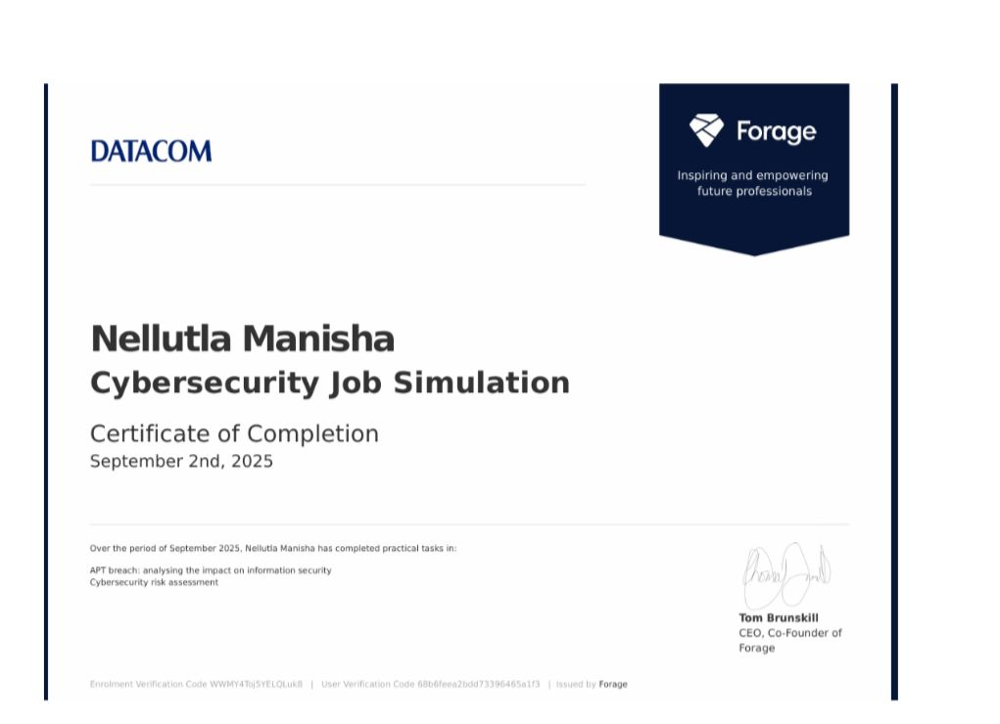 DATACOM
Forage
Inspiring and empowering
future professionals
Nellutla Manisha
Cybersecurity Job Simulation
Certificate of Completion
September 2nd, 2025
Over the period of September 2025, Nellutla Manisha has completed practical tasks in:
APT breach: analysing the impact on information security
Cybersecurity risk assessment
Tom Brunskill
CEO, Co-Founder of
Forage
Enrolment Verification Code WWMY4Toj5YELQLuk8 | User Verification Code 68b6feea2bdd73396465a1f3 | Issued by Forage